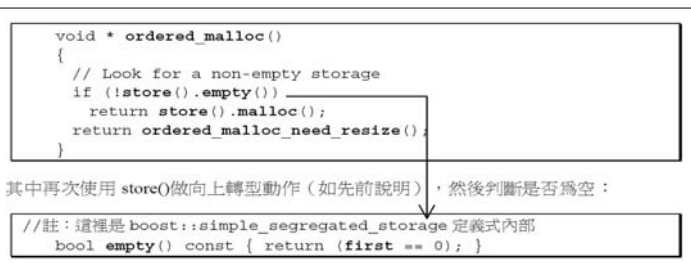 void * ordered_malloc()
{
// Look for a non-empty storage
if (!store().empty())
return store().malloc();
return ordered_malloc_need_resize();
}
其中再次使用 store()做向上轉型動作（如先前說明），然後判斷是否為空：
//註：這裡是 boost::simple_segregated_storage 定義式內部
bool empty() const { return (first == 0); }